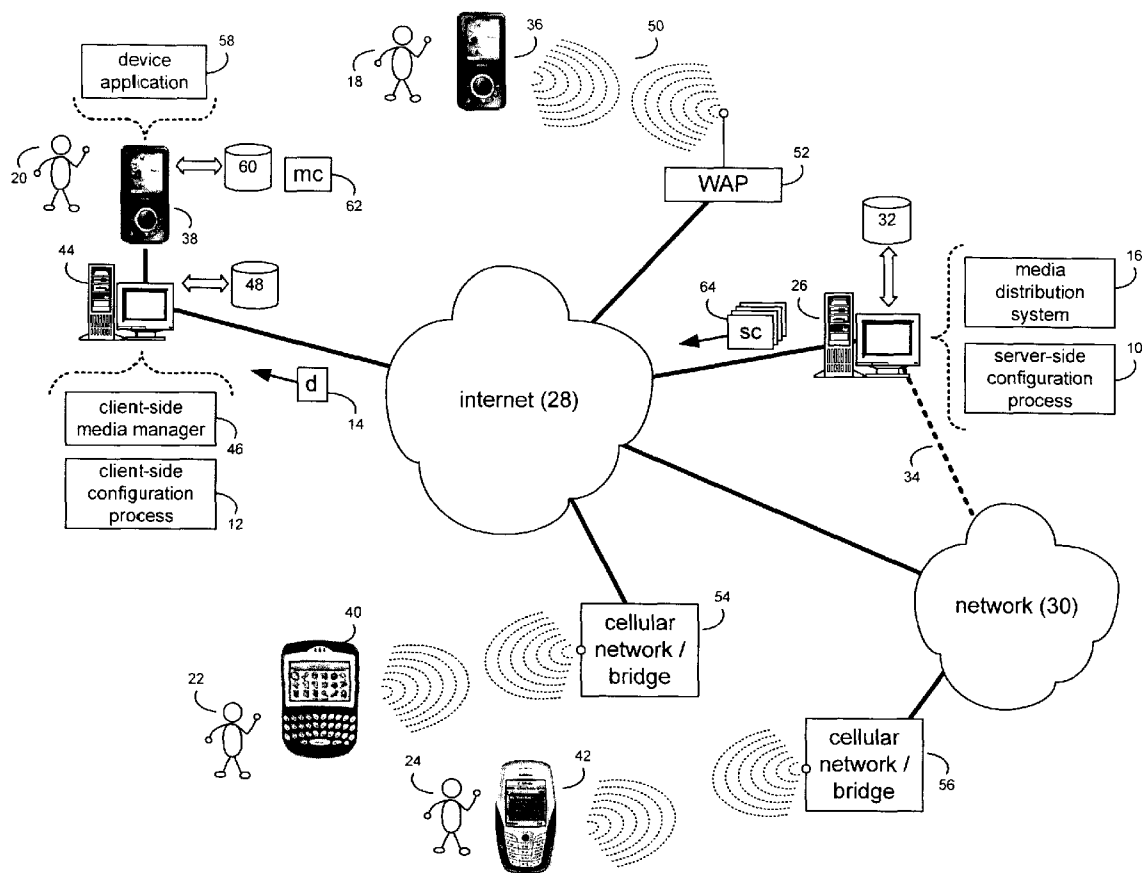 58
device
application
18
36
50
20
60
mc
62
38
52
WAP
32
44
48
64
sc
26
16
media
distribution
system
10
server-side
configuration
process
d
14
internet (28)
client-side
media manager
46
client-side
configuration
process
12
34
54
cellular
network /
bridge
network (30)
40
22
24
42
cellular
network /
bridge
56